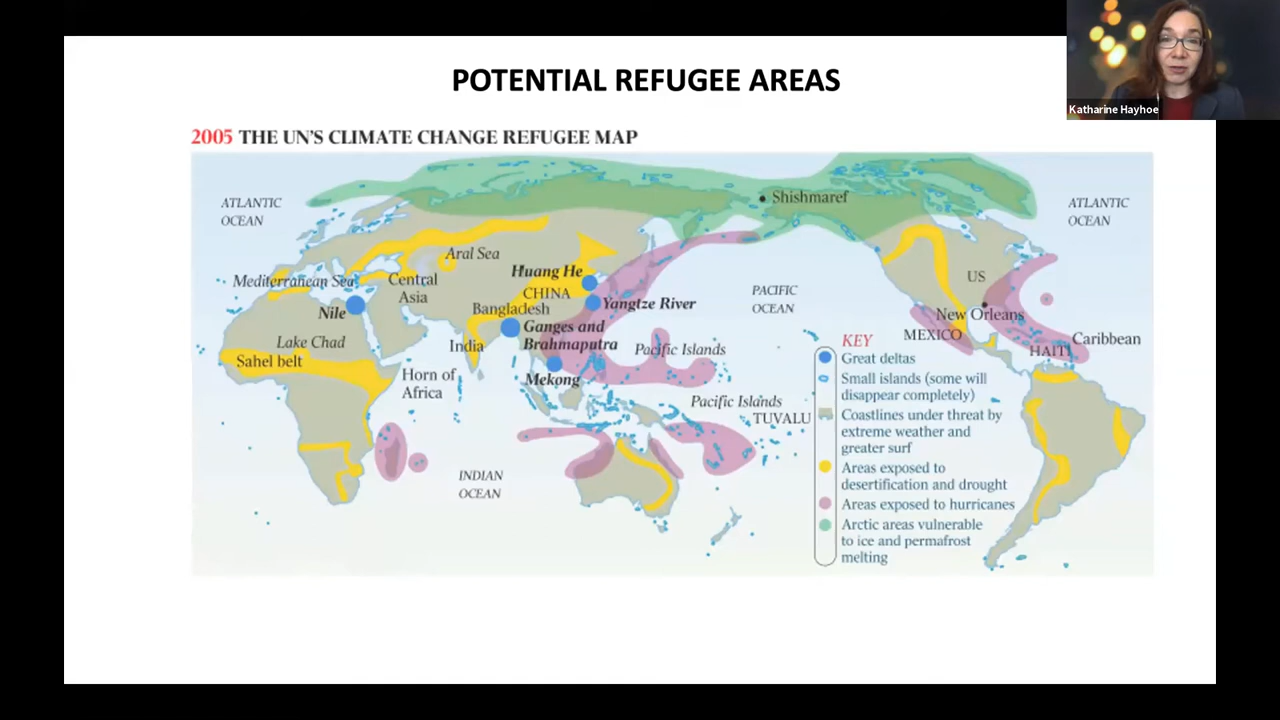 POTENTIAL REFUGEE AREAS
Katharine Hayhoe
2005 THE UN'S CLIMATE CHANGE REFUGEE MAP
ATLANTIC
OCEAN
Shishmaref
ATLANTIC
OCEAN
Aral Sea
Mediterranean Sea
Central
Asia
Huang He
CHINA
US
PACIFIC
OCEAN
Nile
Bangladesh
Yangtze River
New Orleans
Lake Chad
India
Ganges and
Brahmaputra
Pacific Islands
MEXICO
HAITI
Caribbean
Sahel belt
Horn of
Africa
Mekong
Pacific Islands
TUVALU
INDIAN
OCEAN
KEY
Great deltas
Small islands (some will
disappear completely)
Coastlines under threat by
extreme weather and
greater surf
Areas exposed to
desertification and drought
Areas exposed to hurricanes
Arctic areas vulnerable
to ice and permafrost
melting